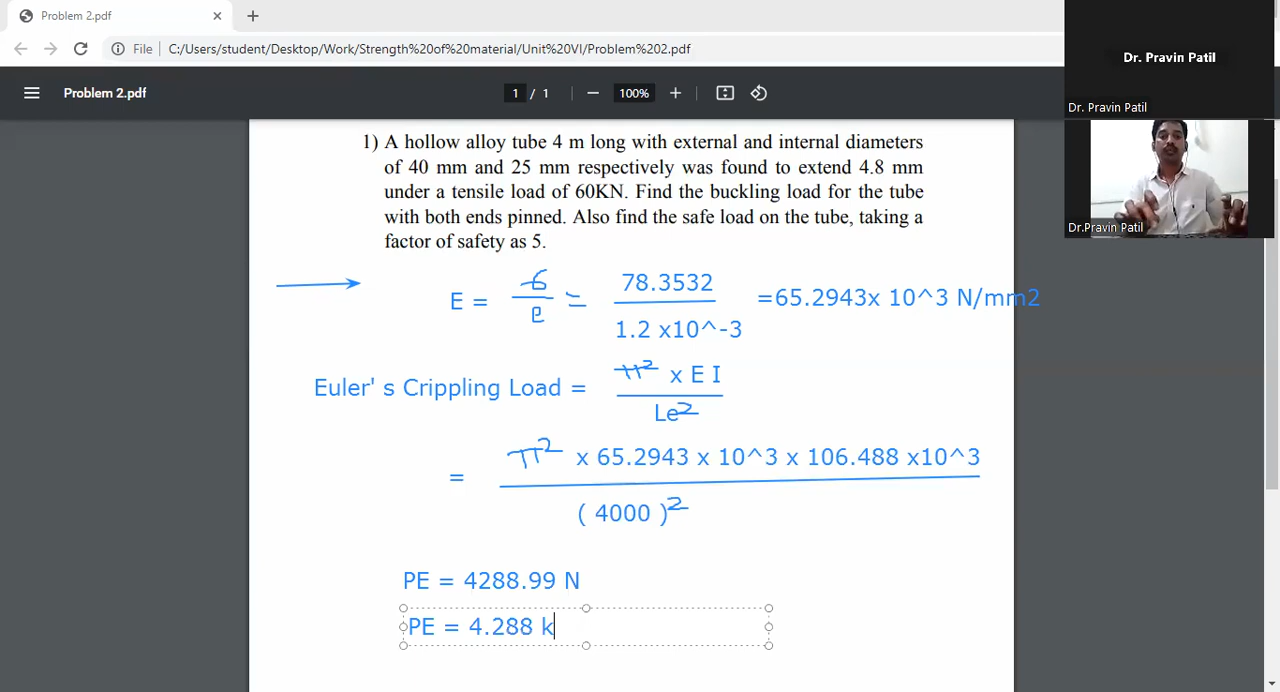 Problem 2.pdf
File C:/Users/student/Desktop/Work/Strength%20of%20material/Unit%20VI/Problem%202.pdf
Problem 2.pdf
1 / 1
100%
Dr. Pravin Patil
Dr. Pravin Patil
Dr.Pravin Patil
1) A hollow alloy tube 4 m long with external and internal diameters
of 40 mm and 25 mm respectively was found to extend 4.8 mm
under a tensile load of 60KN. Find the buckling load for the tube
with both ends pinned. Also find the safe load on the tube, taking a
factor of safety as 5.
E = σ / e = 78.3532 / 1.2 x10^-3 =65.2943x 10^3 N/mm2
Euler' s Crippling Load = π² x E I / Le²
= π² x 65.2943 x 10^3 x 106.488 x10^3 / ( 4000 )²
PE = 4288.99 N
PE = 4.288 k